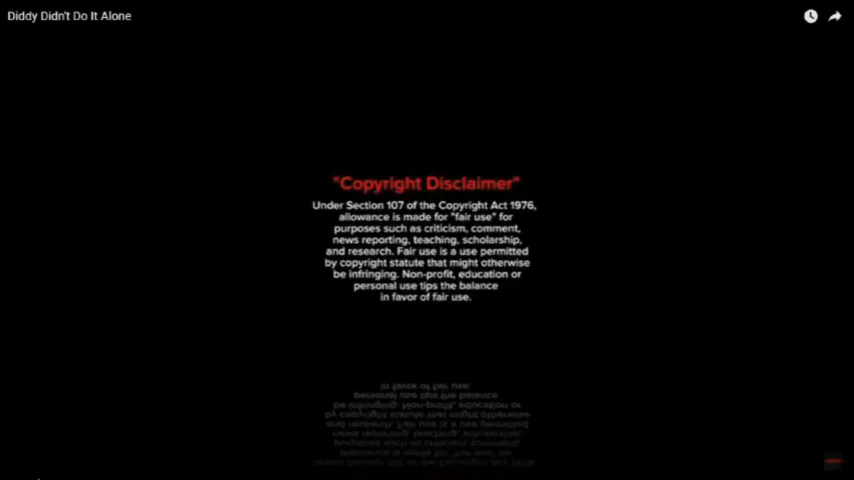 Diddy Didn't Do It Alone
"Copyright Disclaimer"
Under Section 107 of the Copyright Act 1976,
allowance is made for "fair use" for
purposes such as criticism, comment,
news reporting, teaching, scholarship,
and research. Fair use is a use permitted
by copyright statute that might otherwise
be infringing. Non-profit, education or
personal use tips the balance
in favor of fair use.